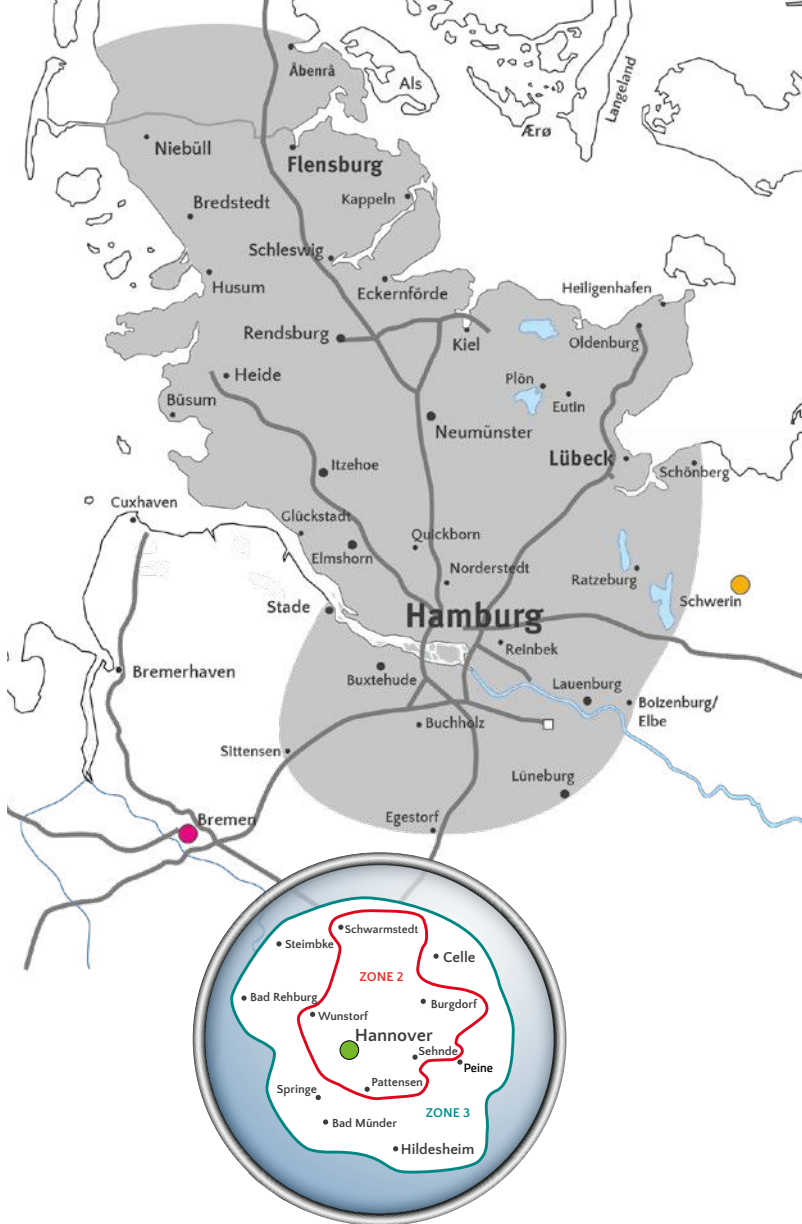 Åbenrå
Als
Ærø
Langeland
Niebüll
Flensburg
Kappeln
Bredstedt
Schleswig
Husum
Eckernförde
Heiligenhafen
Rendsburg
Kiel
Oldenburg
Heide
Plön
Eutin
Büsum
Neumünster
Lübeck
Itzehoe
Schönberg
Cuxhaven
Glückstadt
Quickborn
Elmshorn
Norderstedt
Ratzeburg
Stade
Hamburg
Schwerin
Reinbek
Bremerhaven
Buxtehude
Lauenburg
Boizenburg/
Elbe
Buchholz
Sittensen
Lüneburg
Bremen
Egestorf
Schwarmstedt
Steimbke
Celle
ZONE 2
Bad Rehburg
Burgdorf
Wunstorf
Hannover
Sehnde
Peine
Pattensen
Springe
ZONE 3
Bad Münder
Hildesheim